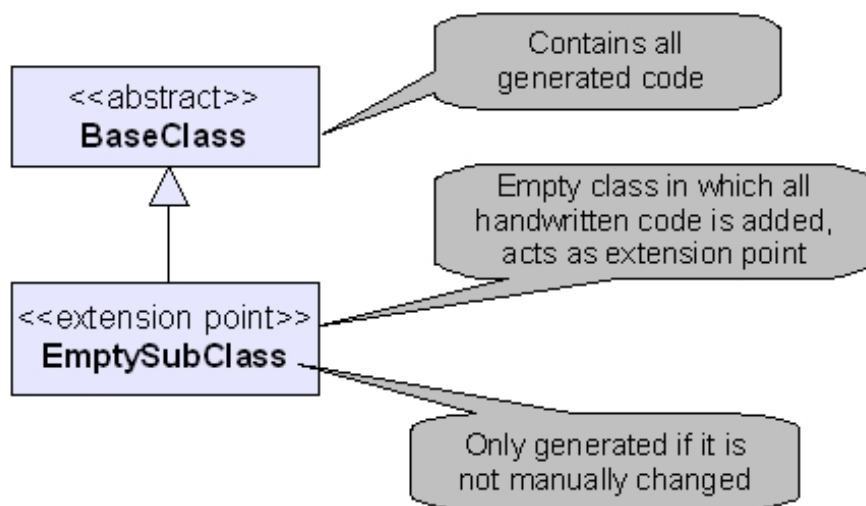 Contains all
generated code
<<abstract>>
BaseClass
Empty class in which all
handwritten code is added,
acts as extension point
<<extension point>>
EmptySubClass
Only generated if it is
not manually changed